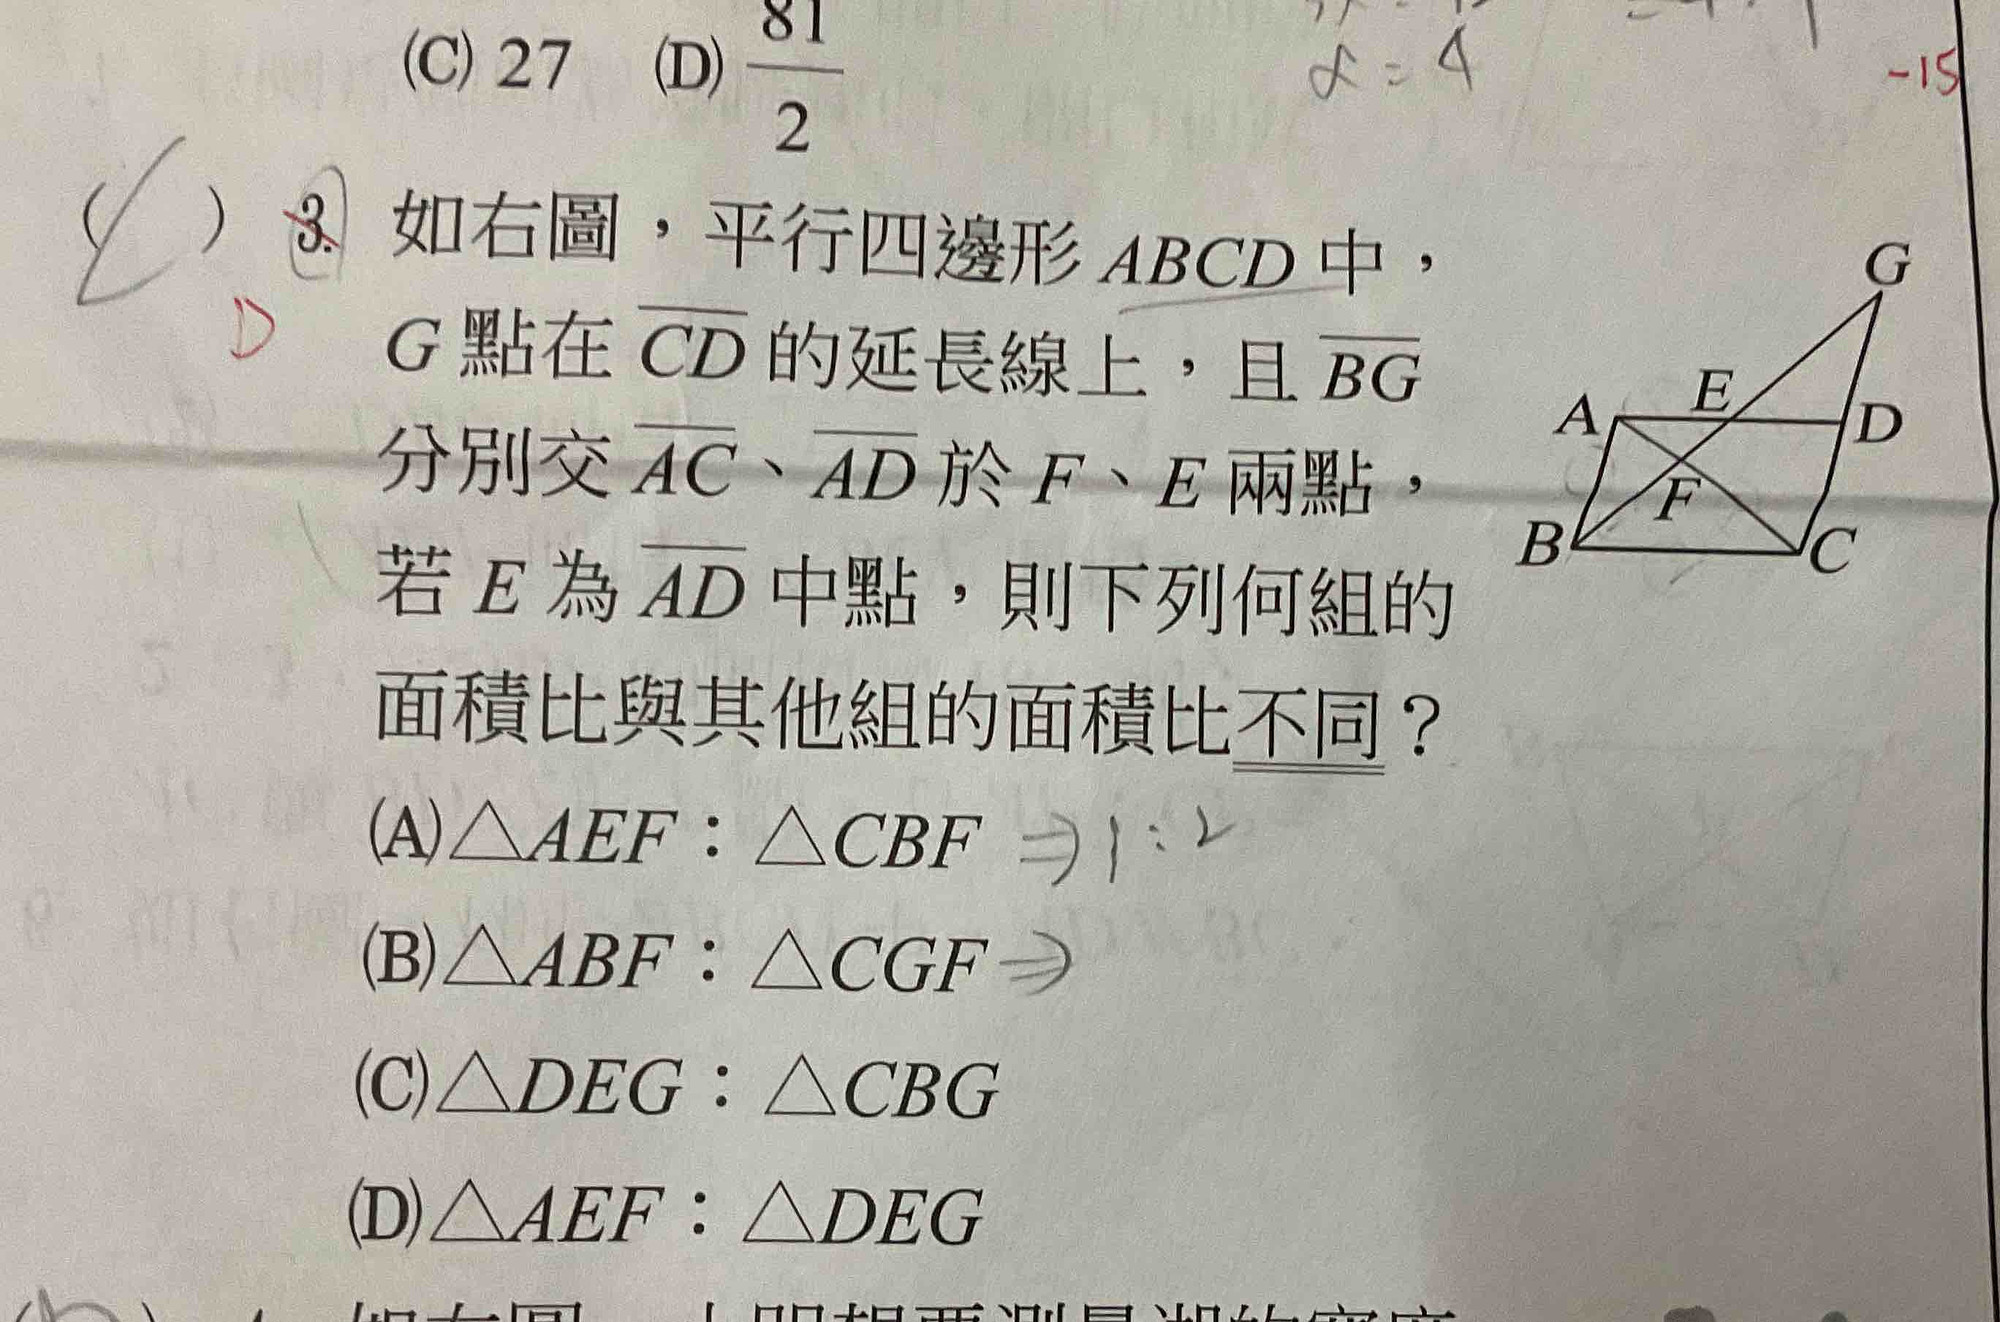 (C) 27 (D) 81/2
α = 4
-15
( ) 3. 如右圖，平行四邊形 ABCD 中，
D
G 點在 CD 的延長線上，且 BG
分別交 AC、AD 於 F、E 兩點，
若 E 為 AD 中點，則下列何組的
面積比與其他組的面積比不同？
(A)△AEF：△CBF ⇒ 1:2
(B)△ABF：△CGF ⇒
(C)△DEG：△CBG
(D)△AEF：△DEG
G
A E D
F
B C